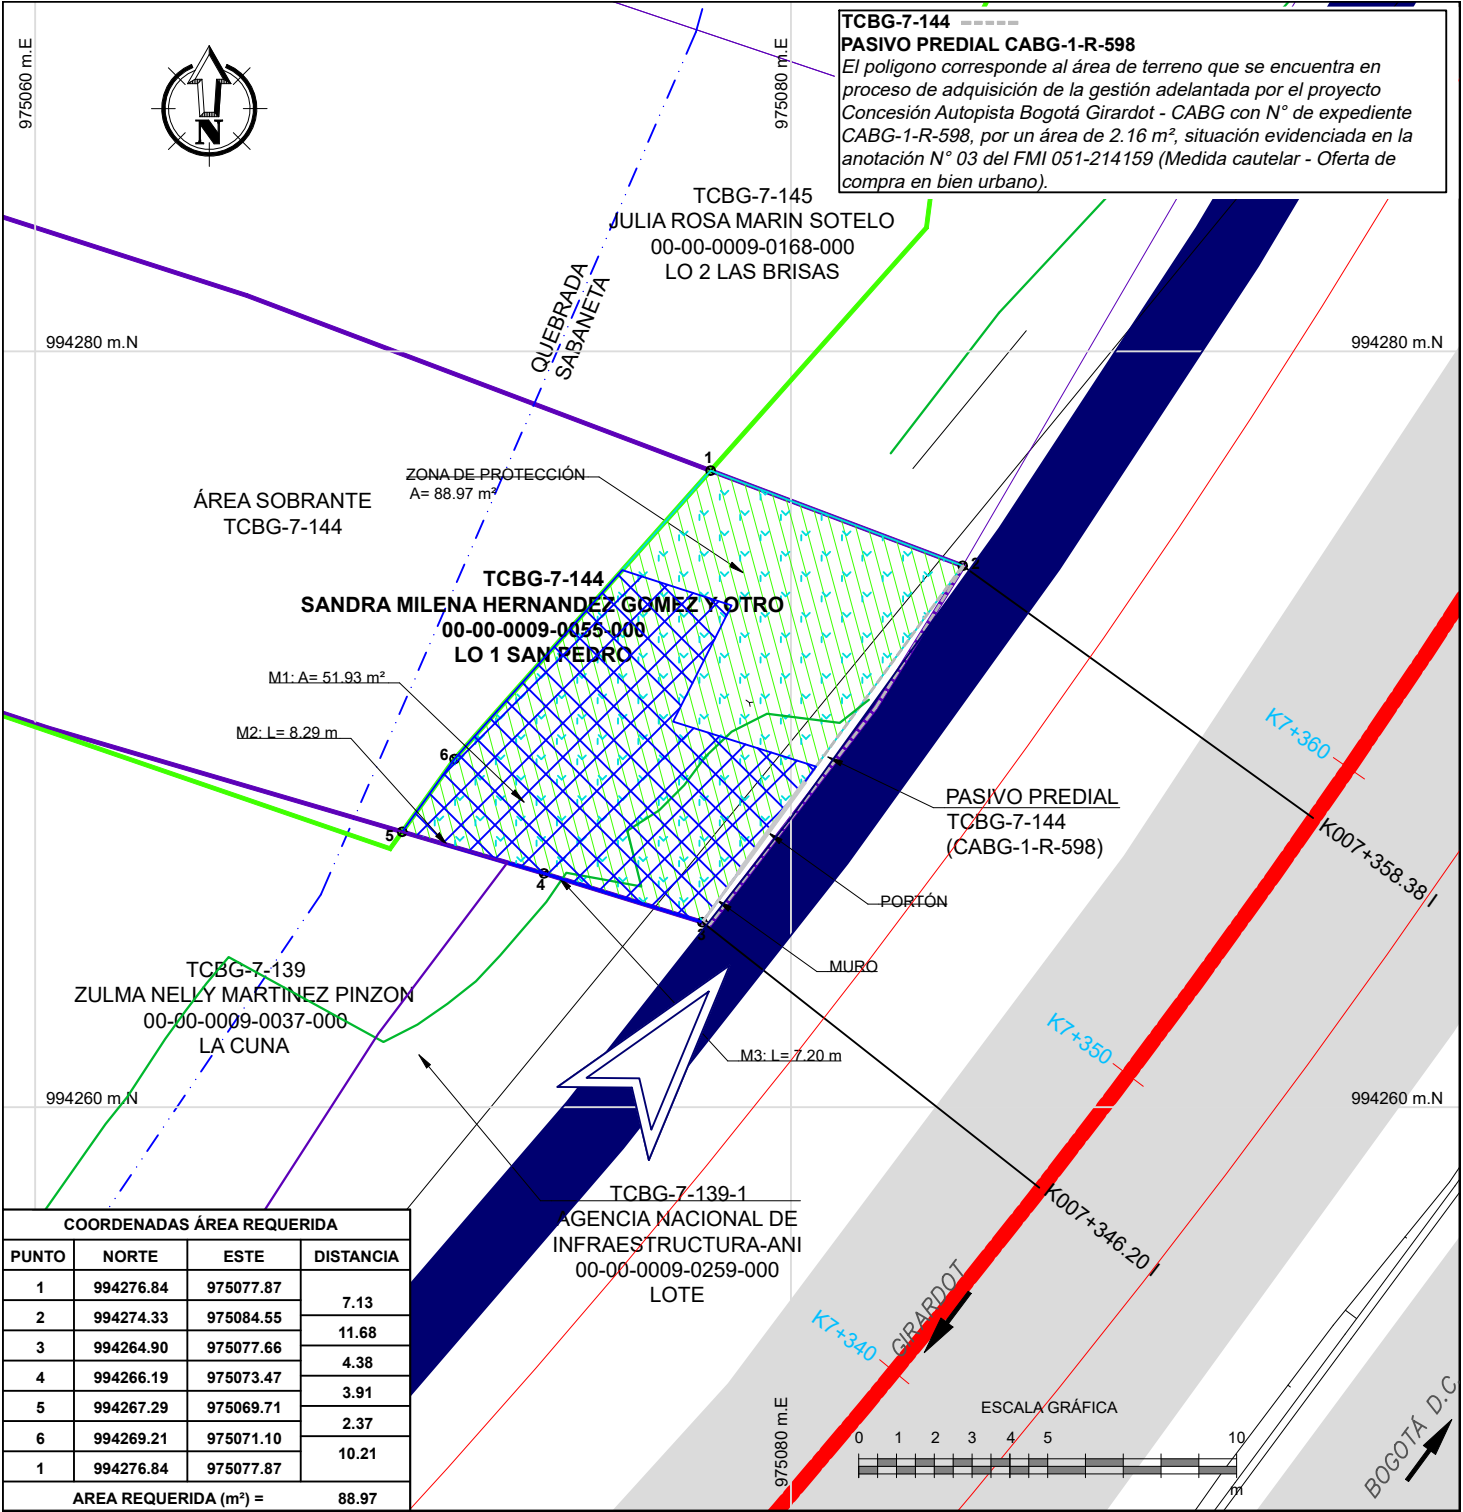 TCBG-7-144
PASIVO PREDIAL CABG-1-R-598
El poligono corresponde al área de terreno que se encuentra en
proceso de adquisición de la gestión adelantada por el proyecto
Concesión Autopista Bogotá Girardot - CABG con N° de expediente
CABG-1-R-598, por un área de 2.16 m², situación evidenciada en la
anotación N° 03 del FMI 051-214159 (Medida cautelar - Oferta de
compra en bien urbano).
975060 m.E
975080 m.E
N
TCBG-7-145
JULIA ROSA MARIN SOTELO
00-00-0009-0168-000
LO 2 LAS BRISAS
QUEBRADA
SABANETA
994280 m.N
994280 m.N
1
ZONA DE PROTECCIÓN
A= 88.97 m²
ÁREA SOBRANTE
TCBG-7-144
2
TCBG-7-144
SANDRA MILENA HERNANDEZ GOMEZ Y OTRO
00-00-0009-0055-000
LO 1 SAN PEDRO
M1: A= 51.93 m²
M2: L= 8.29 m
6
5
4
3
K7+360
PASIVO PREDIAL
TCBG-7-144
(CABG-1-R-598)
K007+358.38 I
PORTÓN
MURO
TCBG-7-139
ZULMA NELLY MARTINEZ PINZON
00-00-0009-0037-000
LA CUNA
K7+350
M3: L= 7.20 m
994260 m.N
994260 m.N
TCBG-7-139-1
AGENCIA NACIONAL DE
INFRAESTRUCTURA-ANI
00-00-0009-0259-000
LOTE
K007+346.20 I
GIRARDOT
K7+340
COORDENADAS ÁREA REQUERIDA
PUNTO NORTE ESTE DISTANCIA
1 994276.84 975077.87
7.13
2 994274.33 975084.55
11.68
3 994264.90 975077.66
4.38
4 994266.19 975073.47
3.91
5 994267.29 975069.71
2.37
6 994269.21 975071.10
10.21
1 994276.84 975077.87
AREA REQUERIDA (m²) = 88.97
975080 m.E
ESCALA GRÁFICA
0 1 2 3 4 5 10
m
BOGOTÁ D.C.